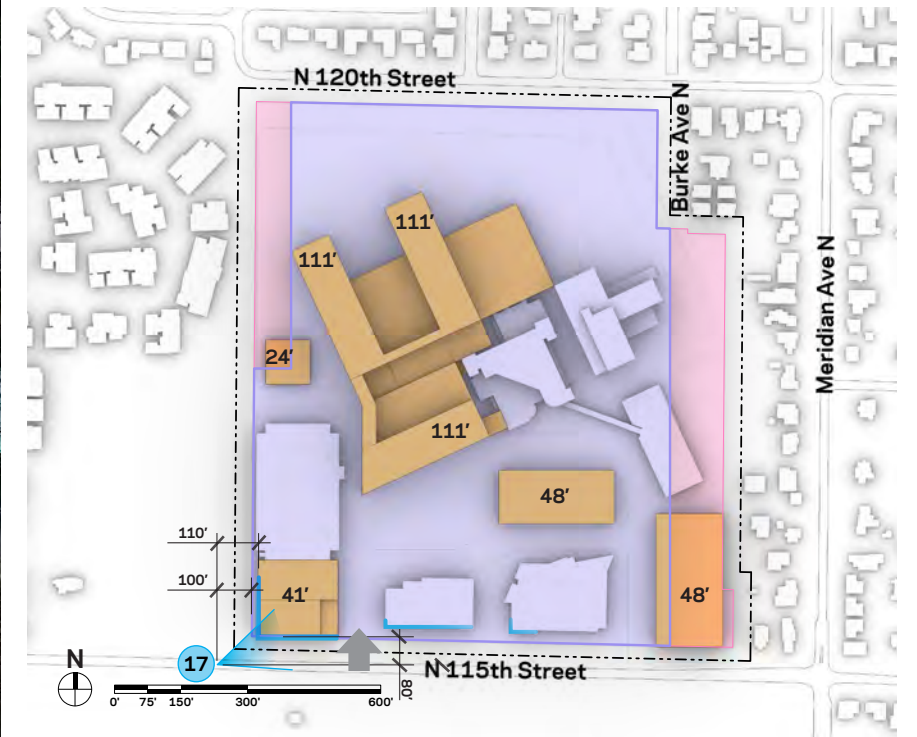 N 120th Street
Burke Ave N
Meridian Ave N
111'
111'
24'
111'
48'
110'
100'
41'
48'
17
N
N 115th Street
80'
0' 75' 150' 300' 600'